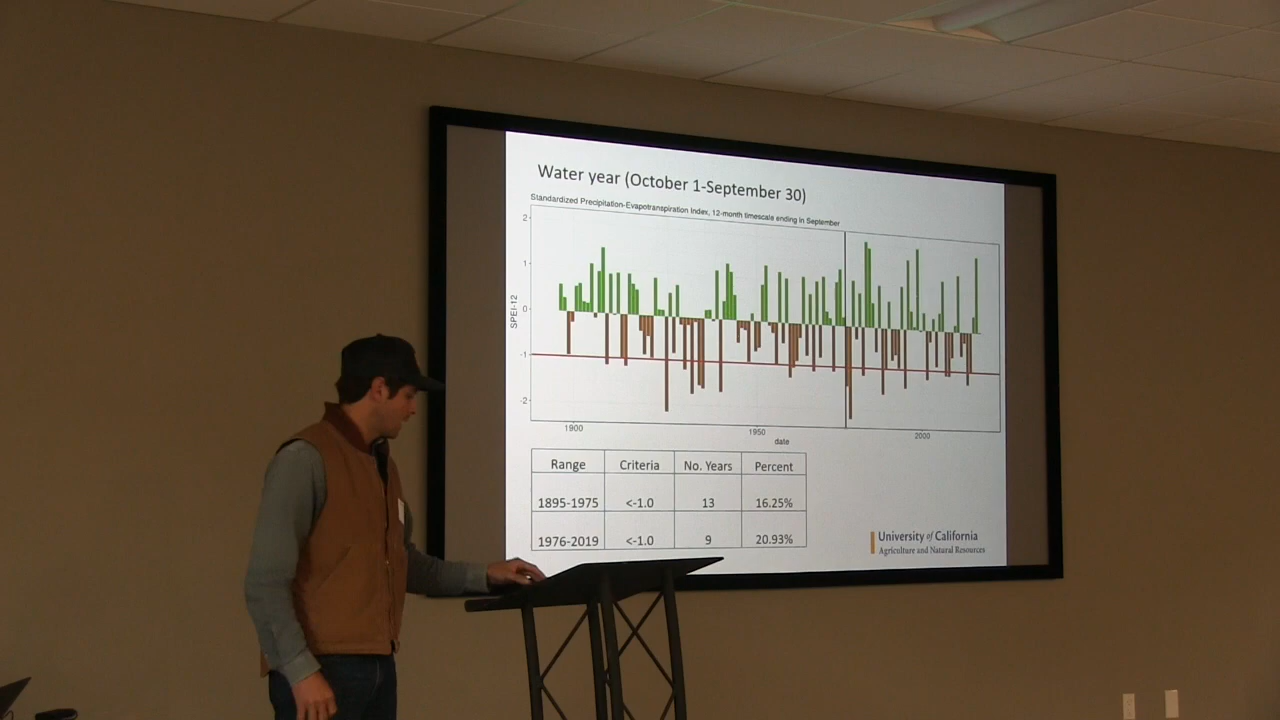 Water year (October 1-September 30)
Standardized Precipitation-Evapotranspiration Index, 12-month timescale ending in September
2
1
0
-1
-2
SPEI-12
1900 1950 2000
date
Range Criteria No. Years Percent
1895-1975 <-1.0 13 16.25%
1976-2019 <-1.0 9 20.93%
University of California
Agriculture and Natural Resources